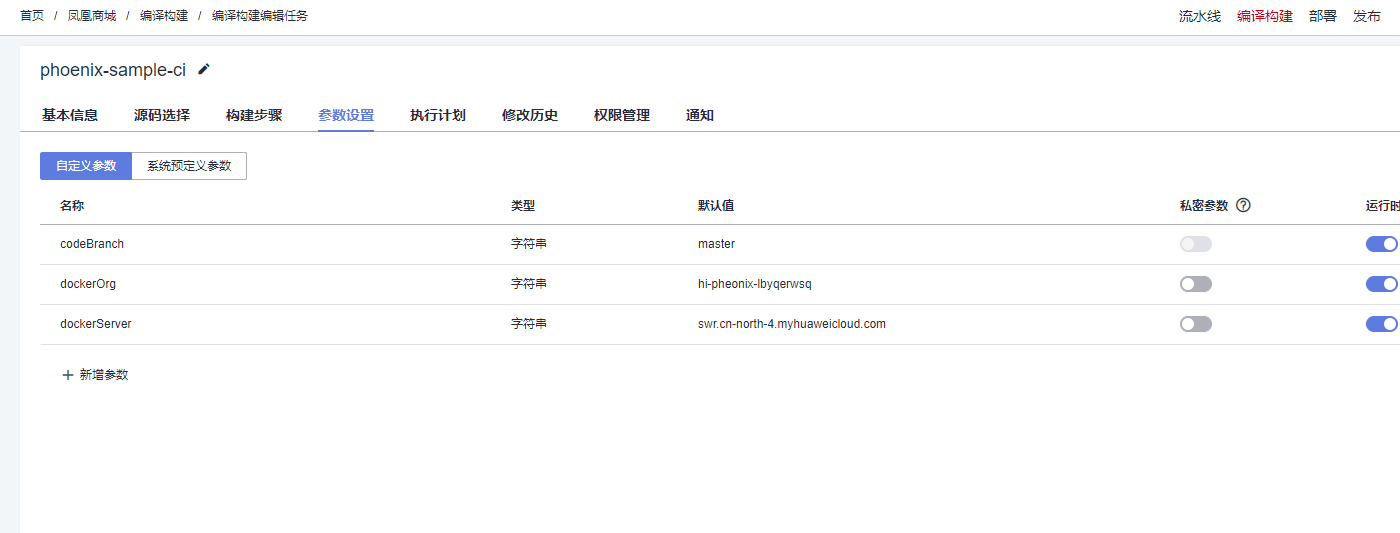 首页 / 凤凰商城 / 编译构建 / 编译构建编辑任务 流水线 编译构建 部署 发布
phoenix-sample-ci
基本信息 源码选择 构建步骤 参数设置 执行计划 修改历史 权限管理 通知
自定义参数 系统预定义参数
名称 类型 默认值 私密参数 运行时
codeBranch 字符串 master
dockerOrg 字符串 hi-pheonix-lbyqerwsq
dockerServer 字符串 swr.cn-north-4.myhuaweicloud.com
+ 新增参数